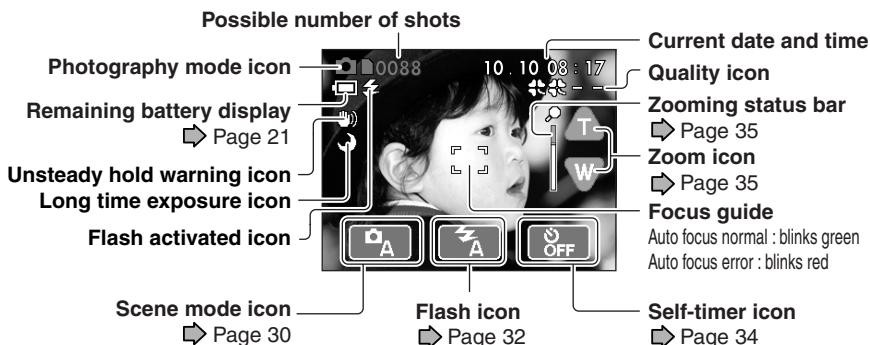 Possible number of shots
Photography mode icon
Remaining battery display
Page 21
Unsteady hold warning icon
Long time exposure icon
Flash activated icon
Scene mode icon
Page 30
0088
10 . 10 08 : 17
T
W
A
A
OFF
Flash icon
Page 32
Current date and time
Quality icon
Zooming status bar
Page 35
Zoom icon
Page 35
Focus guide
Auto focus normal : blinks green
Auto focus error : blinks red
Self-timer icon
Page 34